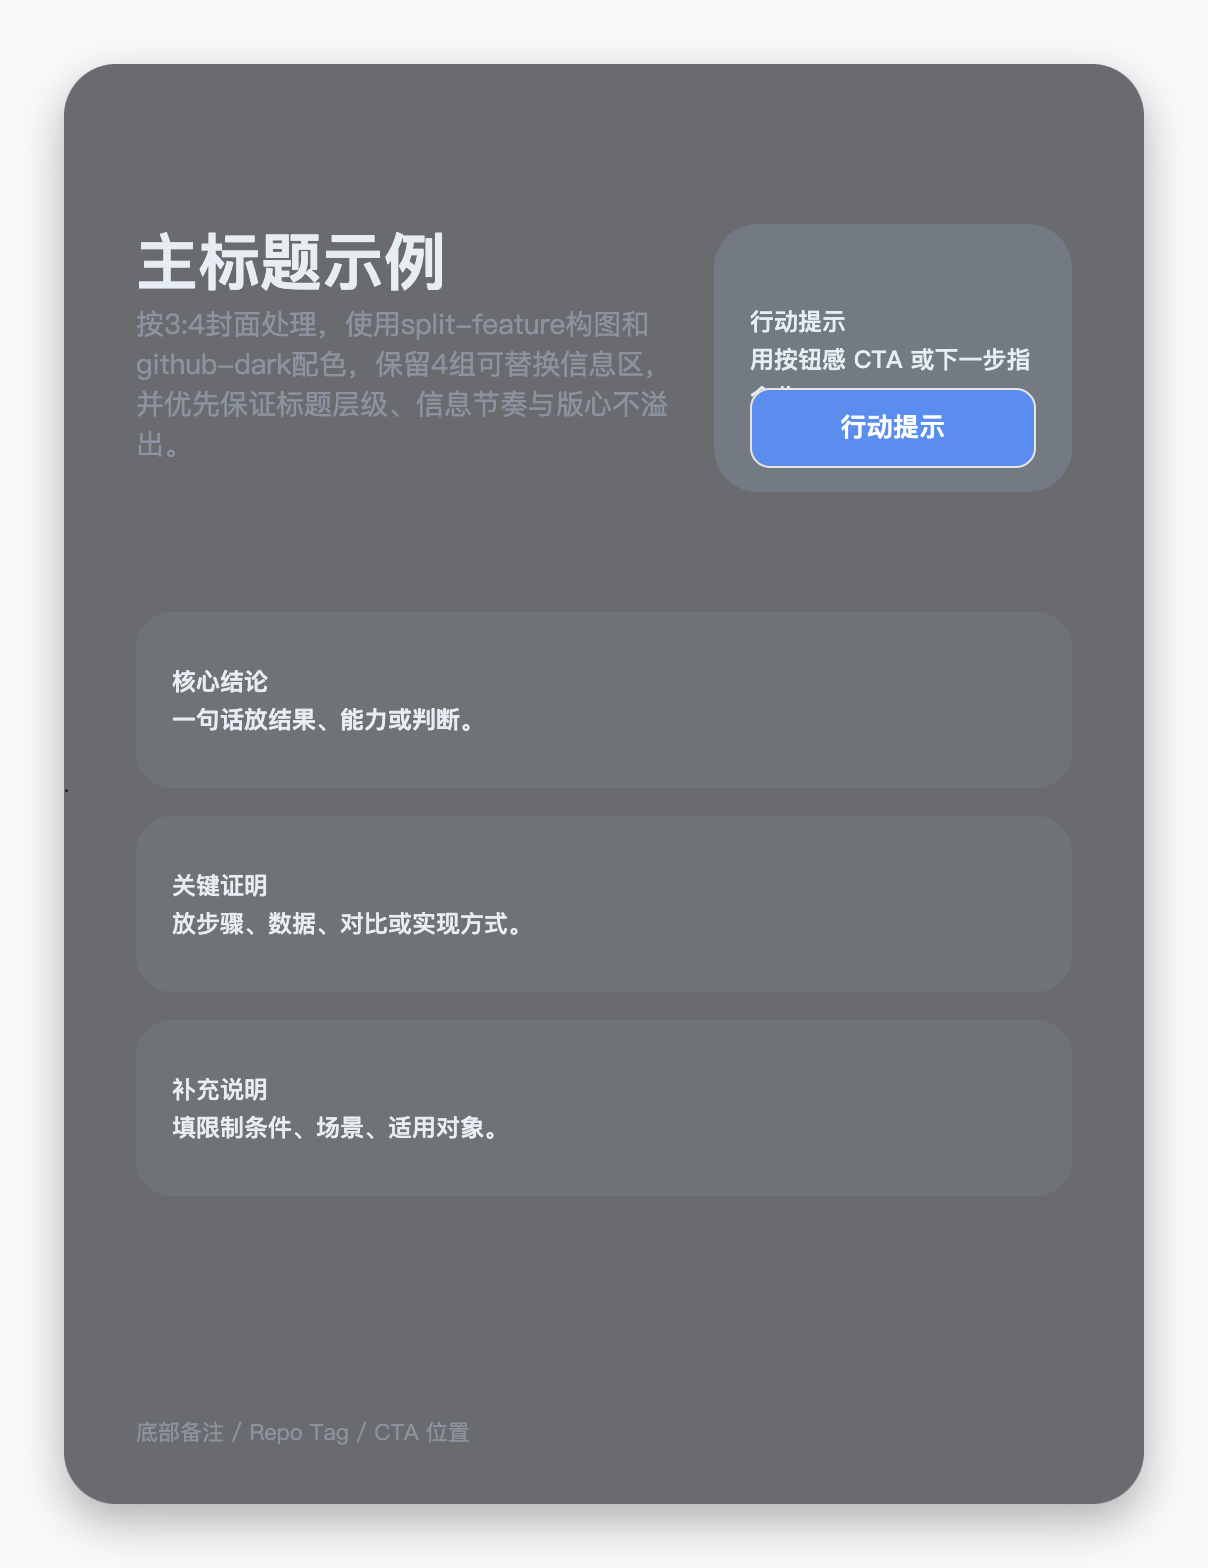 主标题示例
按3:4封面处理，使用split-feature构图和
github-dark配色，保留4组可替换信息区，
并优先保证标题层级、信息节奏与版心不溢
出。
行动提示
用按钮感 CTA 或下一步指
行动提示
核心结论
一句话放结果、能力或判断。
关键证明
放步骤、数据、对比或实现方式。
补充说明
填限制条件、场景、适用对象。
底部备注 / Repo Tag / CTA 位置